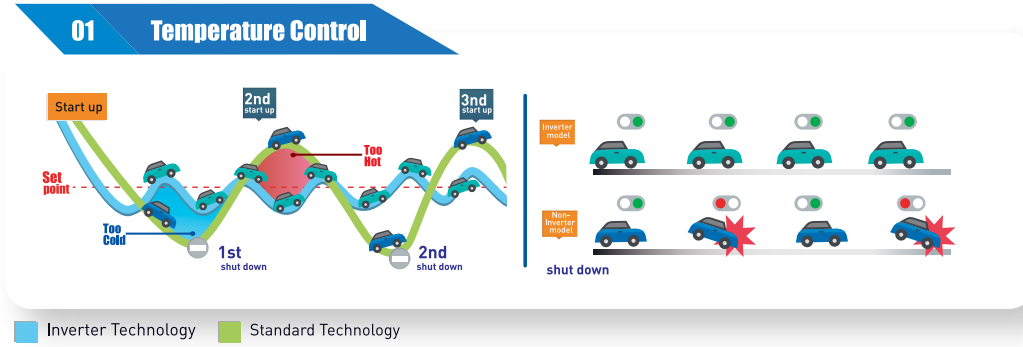 01 Temperature Control
Start up
2nd
start up
3nd
start up
Too
Hot
Set
point
Too
Cold
1st
shut down
2nd
shut down
Inverter
model
Non-
Inverter
model
shut down
Inverter Technology
Standard Technology